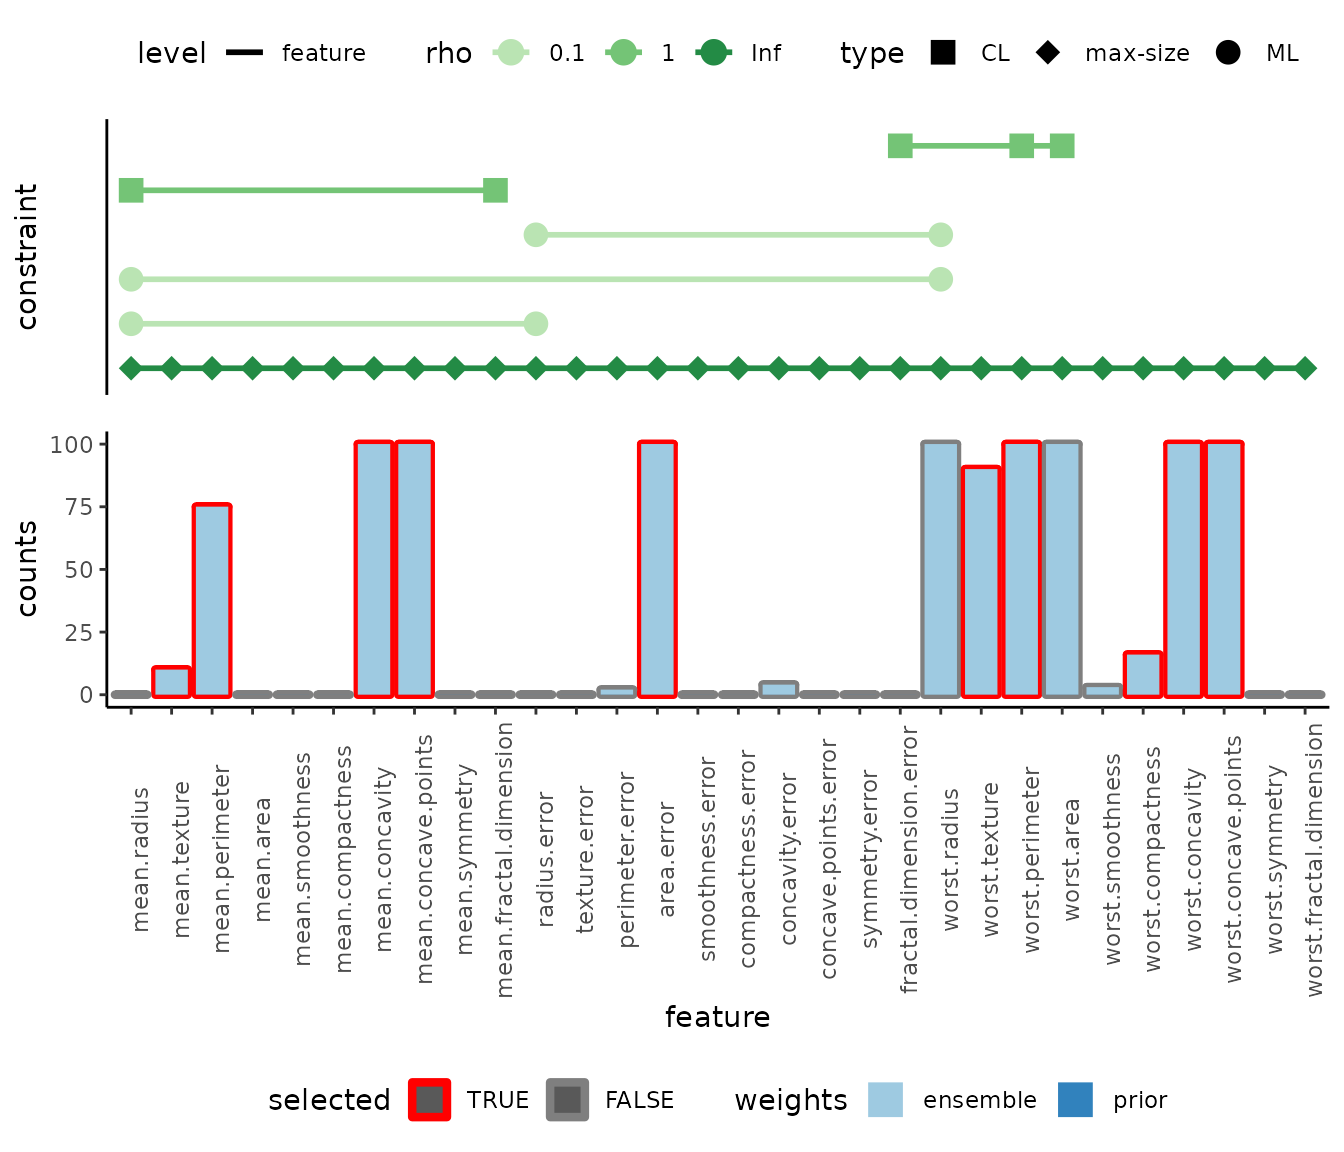 level feature rho 0.1 1 Inf type CL max-size ML
constraint
counts
100
75
50
25
0
mean.radius
mean.texture
mean.perimeter
mean.area
mean.smoothness
mean.compactness
mean.concavity
mean.concave.points
mean.symmetry
mean.fractal.dimension
radius.error
texture.error
perimeter.error
area.error
smoothness.error
compactness.error
concavity.error
concave.points.error
symmetry.error
fractal.dimension.error
worst.radius
worst.texture
worst.perimeter
worst.area
worst.smoothness
worst.compactness
worst.concavity
worst.concave.points
worst.symmetry
worst.fractal.dimension
feature
selected TRUE FALSE weights ensemble prior